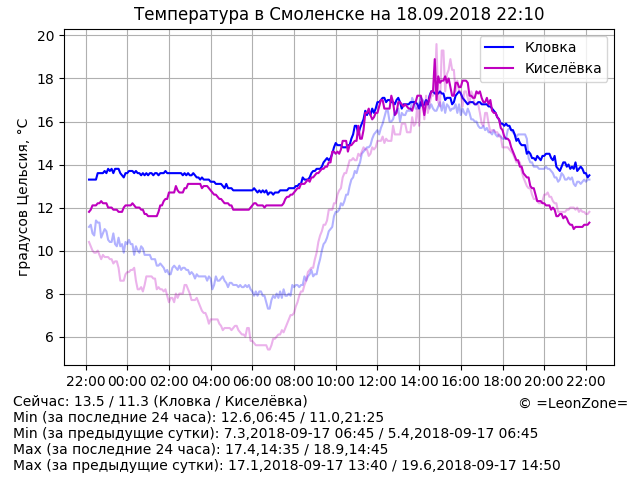 Температура в Смоленске на 18.09.2018 22:10
20
18
16
14
12
10
8
6
градусов Цельсия, °C
Кловка
Киселёвка
22:00 00:00 02:00 04:00 06:00 08:00 10:00 12:00 14:00 16:00 18:00 20:00 22:00
Сейчас: 13.5 / 11.3 (Кловка / Киселёвка)
© =LeonZone=
Min (за последние 24 часа): 12.6,06:45 / 11.0,21:25
Min (за предыдущие сутки): 7.3,2018-09-17 06:45 / 5.4,2018-09-17 06:45
Max (за последние 24 часа): 17.4,14:35 / 18.9,14:45
Max (за предыдущие сутки): 17.1,2018-09-17 13:40 / 19.6,2018-09-17 14:50